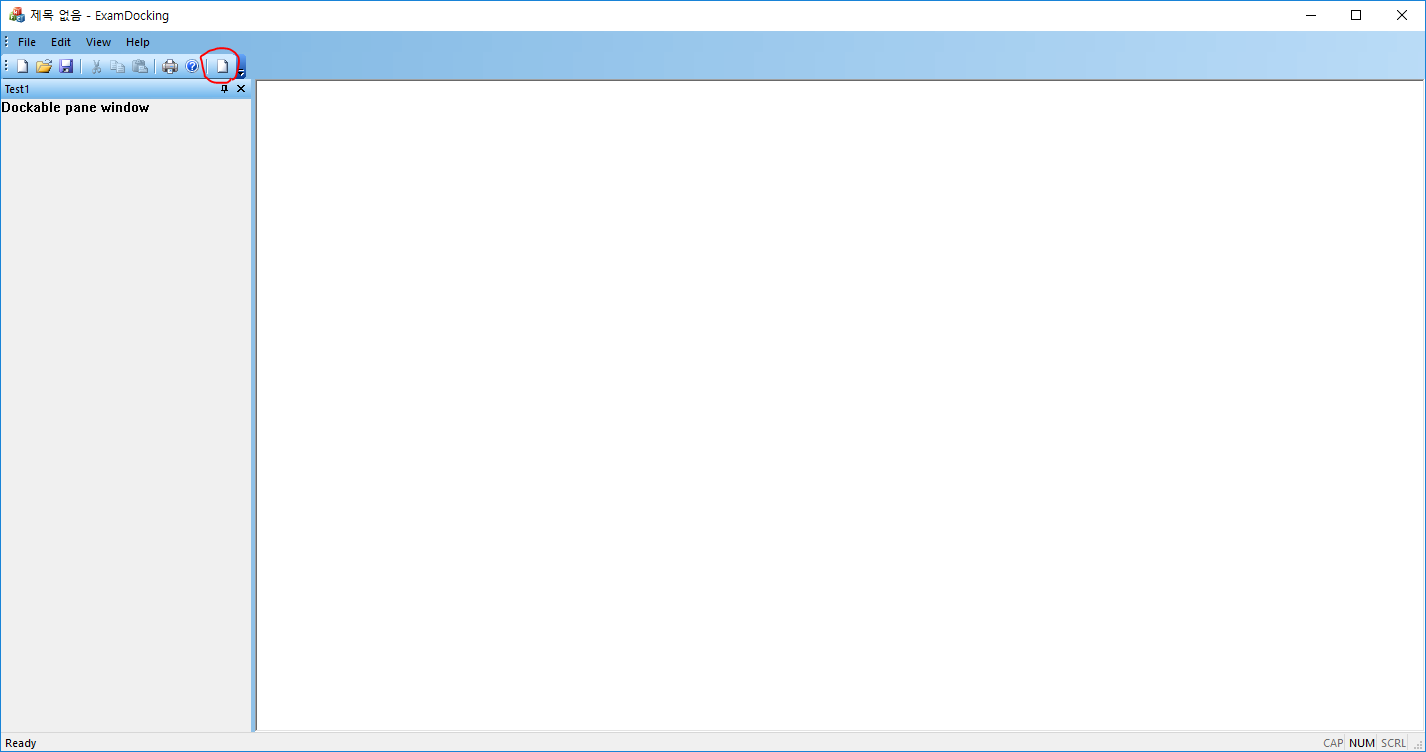 제목 없음 - ExamDocking
File Edit View Help
Test1
Dockable pane window
Ready CAP NUM SCRL